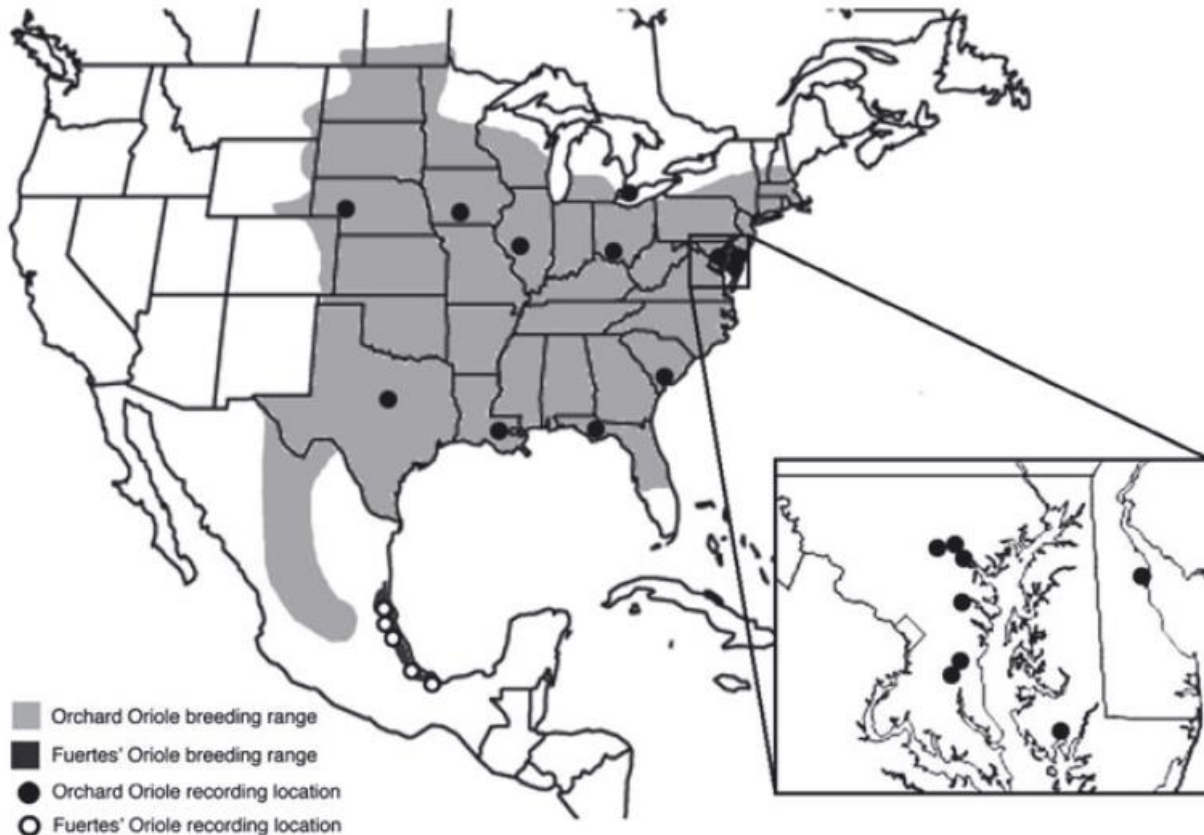 Orchard Oriole breeding range
Fuertes' Oriole breeding range
Orchard Oriole recording location
Fuertes' Oriole recording location